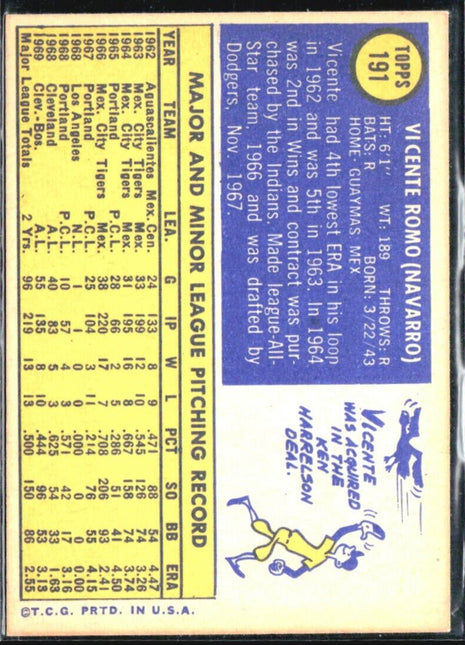 TOPPS
191
VICENTE ROMO (NAVARRO)
HT: 6'1" WT: 189 THROWS: R
BATS: R BORN: 3/22/43
HOME: GUAYMAS, MEX
Vicente had 4th lowest ERA in his loop
in 1962 and was 5th in 1963. In 1964
was 2nd in Wins and contract was pur-
chased by the Indians. Made league-All-
Star team, 1966 and was drafted by
Dodgers, Nov. 1967.
VICENTE
WAS ACQUIRED
IN THE
KEN
HARRELSON
DEAL.
MAJOR AND MINOR LEAGUE PITCHING RECORD
YEAR TEAM LEA. G IP W L PCT SO BB ERA
1962 Aguascalientes Mex.Cen. 24 133 8 9 .471 88 54 4.47
1963 Mex. City Tigers Mex. 33 199 12 10 .545 113 74 3.26
1964 Mex. City Tigers Mex. 31 195 16 8 .667 158 74 3.74
1965 Portland P.C.L. 28 66 2 5 .286 51 41 4.50
1966 Mex. City Tigers Mex. 38 220 17 7 .708 206 93 2.41
1967 Portland P.C.L. 25 104 3 11 .214 76 55 4.15
1968 Los Angeles N.L. 1 1 0 0 .000 0 0 0.00
1968 Portland P.C.L. 10 57 4 3 .571 42 17 3.16
1968 Cleveland A.L. 40 83 5 3 .625 54 33 1.63
1969 Clev.-Bos. A.L. 55 135 8 10 .444 96 53 3.13
Major League Totals 2 Yrs. 96 219 13 13 .500 150 86 2.55
©T.C.G. PRTD. IN U.S.A.